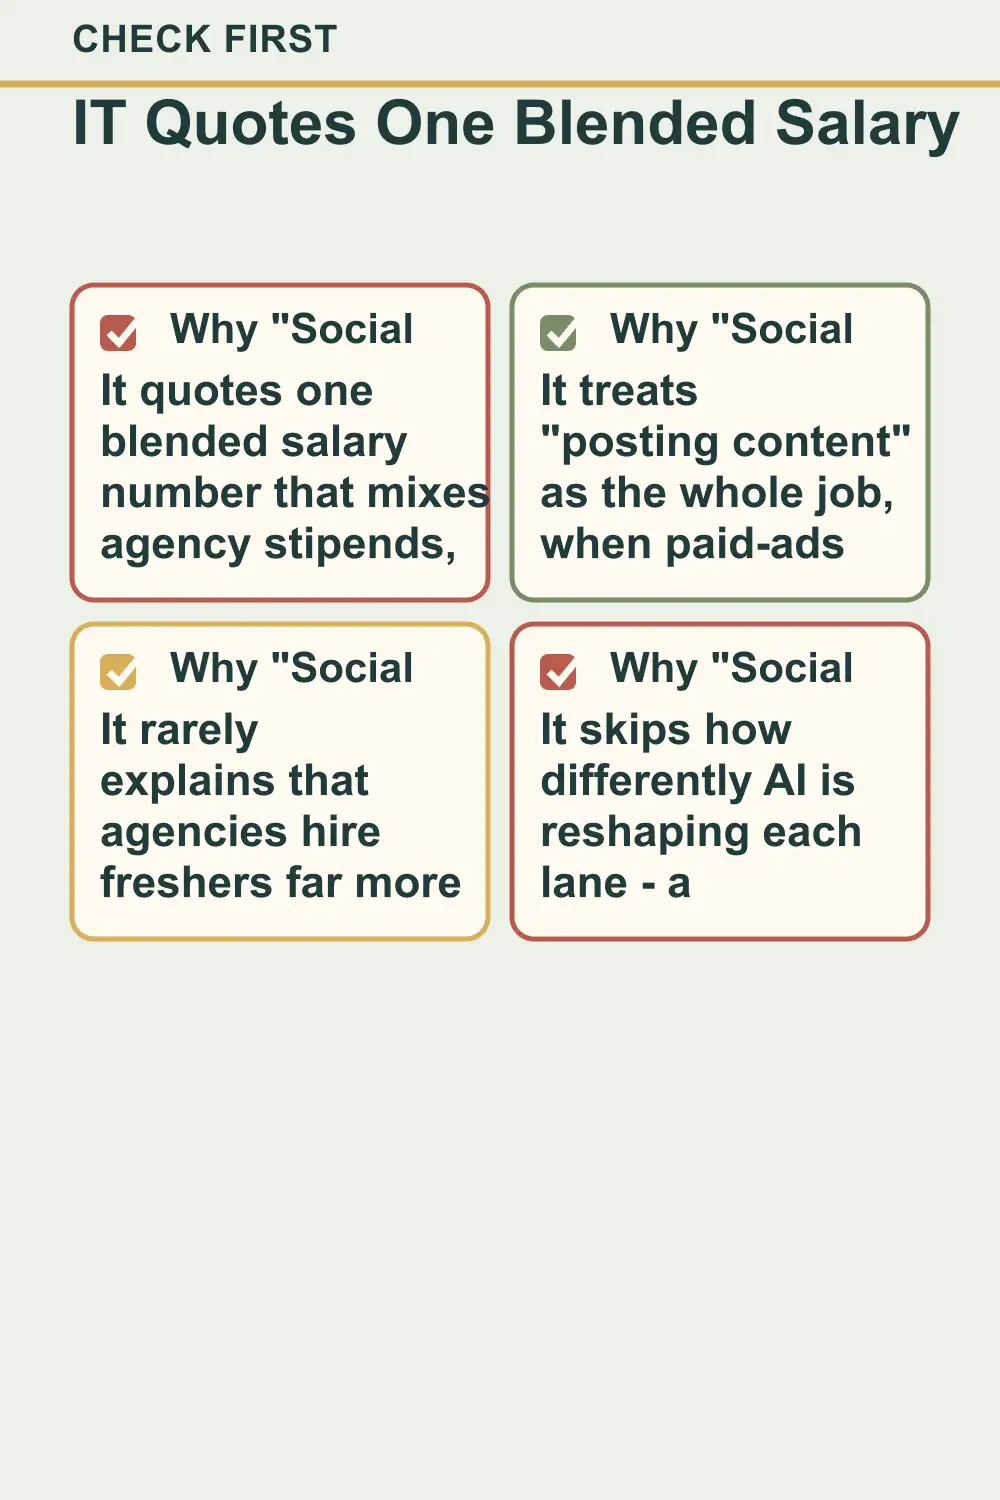 CHECK FIRST
IT Quotes One Blended Salary
Why "Social
It quotes one
blended salary
number that mixes
agency stipends,
Why "Social
It treats
"posting content"
as the whole job,
when paid-ads
Why "Social
It rarely
explains that
agencies hire
freshers far more
Why "Social
It skips how
differently AI is
reshaping each
lane - a